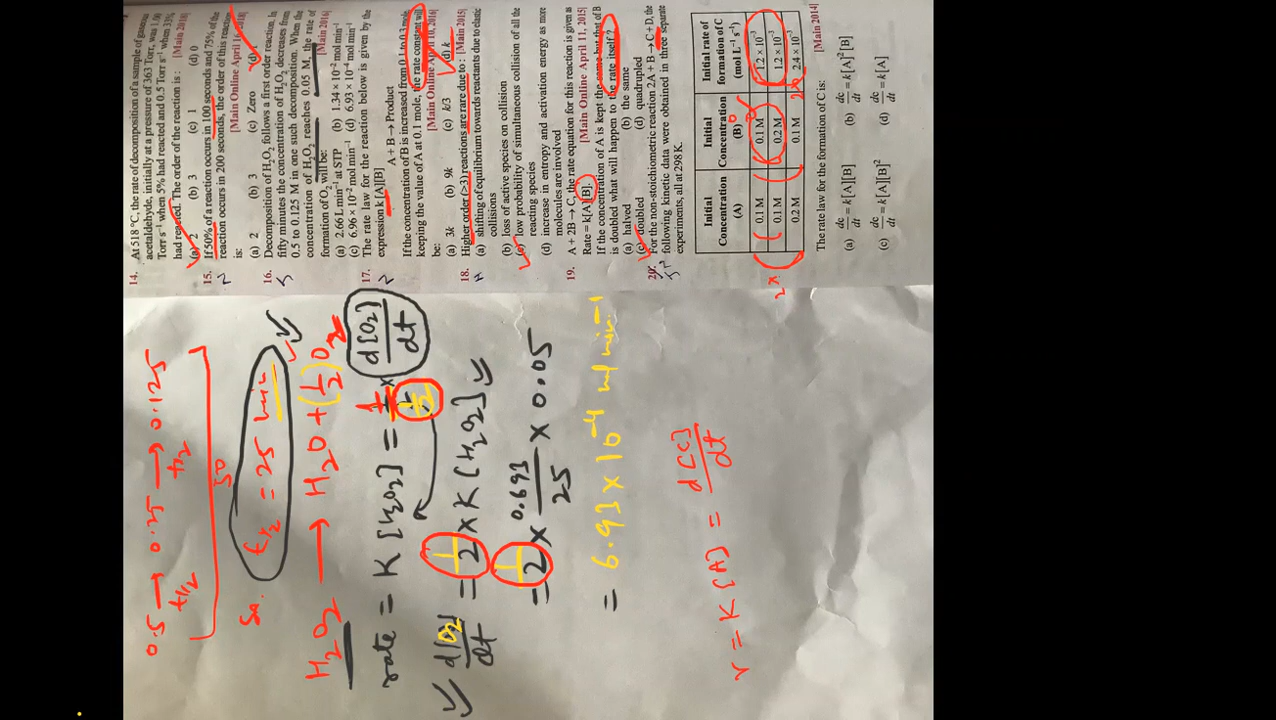 14. At 518 °C, the rate of decomposition of a sample of gaseous
acetaldehyde, initially at a pressure of 363 Torr, was 1.00
Torr s⁻¹ when 5% had reacted and 0.5 Torr s⁻¹ when 33%
had reacted. The order of the reaction is : [Main 2018]
(a) 2 (b) 3 (c) 1 (d) 0
15. If 50% of a reaction occurs in 100 seconds and 75% of the
reaction occurs in 200 seconds, the order of this reaction
is: [Main Online April
(a) 2 (b) 3 (c) Zero (d) 1
16. Decomposition of H₂O₂ follows a first order reaction. In
fifty minutes the concentration of H₂O₂ decreases from
0.5 to 0.125 M in one such decomposition. When the
concentration of H₂O₂ reaches 0.05 M, the rate of
formation of O₂ will be: [Main 2016]
(a) 2.66 L min⁻¹ at STP (b) 1.34 × 10⁻² mol min⁻¹
(c) 6.96 × 10⁻² mol min⁻¹ (d) 6.93 × 10⁻⁴ mol min⁻¹
17. The rate law for the reaction below is given by the
expression k [A][B]
A + B → Product
If the concentration of B is increased from 0.1 to 0.3 mole,
keeping the value of A at 0.1 mole, the rate constant will
be: [Main Online April 10, 2016]
(a) 3k (b) 9k (c) k/3 (d) k
18. Higher order (>3) reactions are rare due to : [Main 2015]
(a) shifting of equilibrium towards reactants due to elastic
collisions
(b) loss of active species on collision
(c) low probability of simultaneous collision of all the
reacting species
(d) increase in entropy and activation energy as more
molecules are involved
19. A + 2B → C, the rate equation for this reaction is given as
Rate = k[A][B]. [Main Online April 11, 2015]
If the concentration of A is kept the same but that of B
is doubled what will happen to the rate itself ?
(a) halved (b) the same
(c) doubled (d) quadrupled
20. For the non-stoichiometric reaction 2A + B → C + D, the
following kinetic data were obtained in three separate
experiments, all at 298 K.
Initial Concentration (A) Initial Concentration (B) Initial rate of formation of C (mol L⁻¹ s⁻¹)
0.1 M 0.1 M 1.2 × 10⁻³
0.1 M 0.2 M 1.2 × 10⁻³
0.2 M 0.1 M 2.4 × 10⁻³
2x 2x
The rate law for the formation of C is: [Main 2014]
(a) dc/dt = k[A][B] (b) dc/dt = k[A]²[B]
(c) dc/dt = k[A][B]² (d) dc/dt = k[A]
0.5 → 0.25 → 0.125
t1/2 t1/2
50
So. t1/2 = 25 min
H₂O₂ → H₂O + (1/2) O₂
rate = K [H₂O₂] = 1/(1/2) × d[O₂]/dt
d[O₂]/dt = 1/2 × K [H₂O₂]
= 1/2 × 0.693/25 × 0.05
= 6.93 × 10⁻⁴ min⁻¹
r = K [A] = d[C]/dt